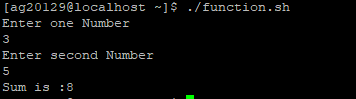 [ag20129@localhost ~]$ ./function.sh
Enter one Number
3
Enter second Number
5
Sum is :8